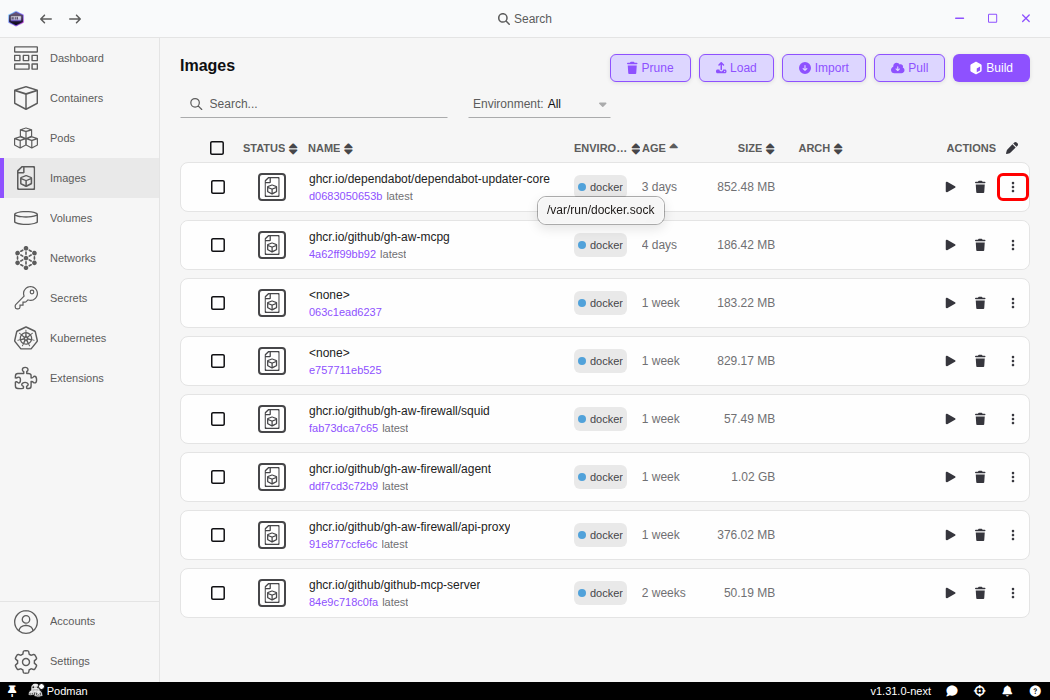 Search
Dashboard
Containers
Pods
Images
Volumes
Networks
Secrets
Kubernetes
Extensions
Accounts
Settings
Images
Prune
Load
Import
Pull
Build
Search...
Environment: All
STATUS NAME ENVIRO... AGE SIZE ARCH ACTIONS
ghcr.io/dependabot/dependabot-updater-core
d0683050653b latest
docker 3 days 852.48 MB
/var/run/docker.sock
ghcr.io/github/gh-aw-mcpg
4a62ff99bb92 latest
docker 4 days 186.42 MB
<none>
063c1ead6237
docker 1 week 183.22 MB
<none>
e757711eb525
docker 1 week 829.17 MB
ghcr.io/github/gh-aw-firewall/squid
fab73dca7c65 latest
docker 1 week 57.49 MB
ghcr.io/github/gh-aw-firewall/agent
ddf7cd3c72b9 latest
docker 1 week 1.02 GB
ghcr.io/github/gh-aw-firewall/api-proxy
91e877ccfe6c latest
docker 1 week 376.02 MB
ghcr.io/github/github-mcp-server
84e9c718c0fa latest
docker 2 weeks 50.19 MB
Podman
v1.31.0-next